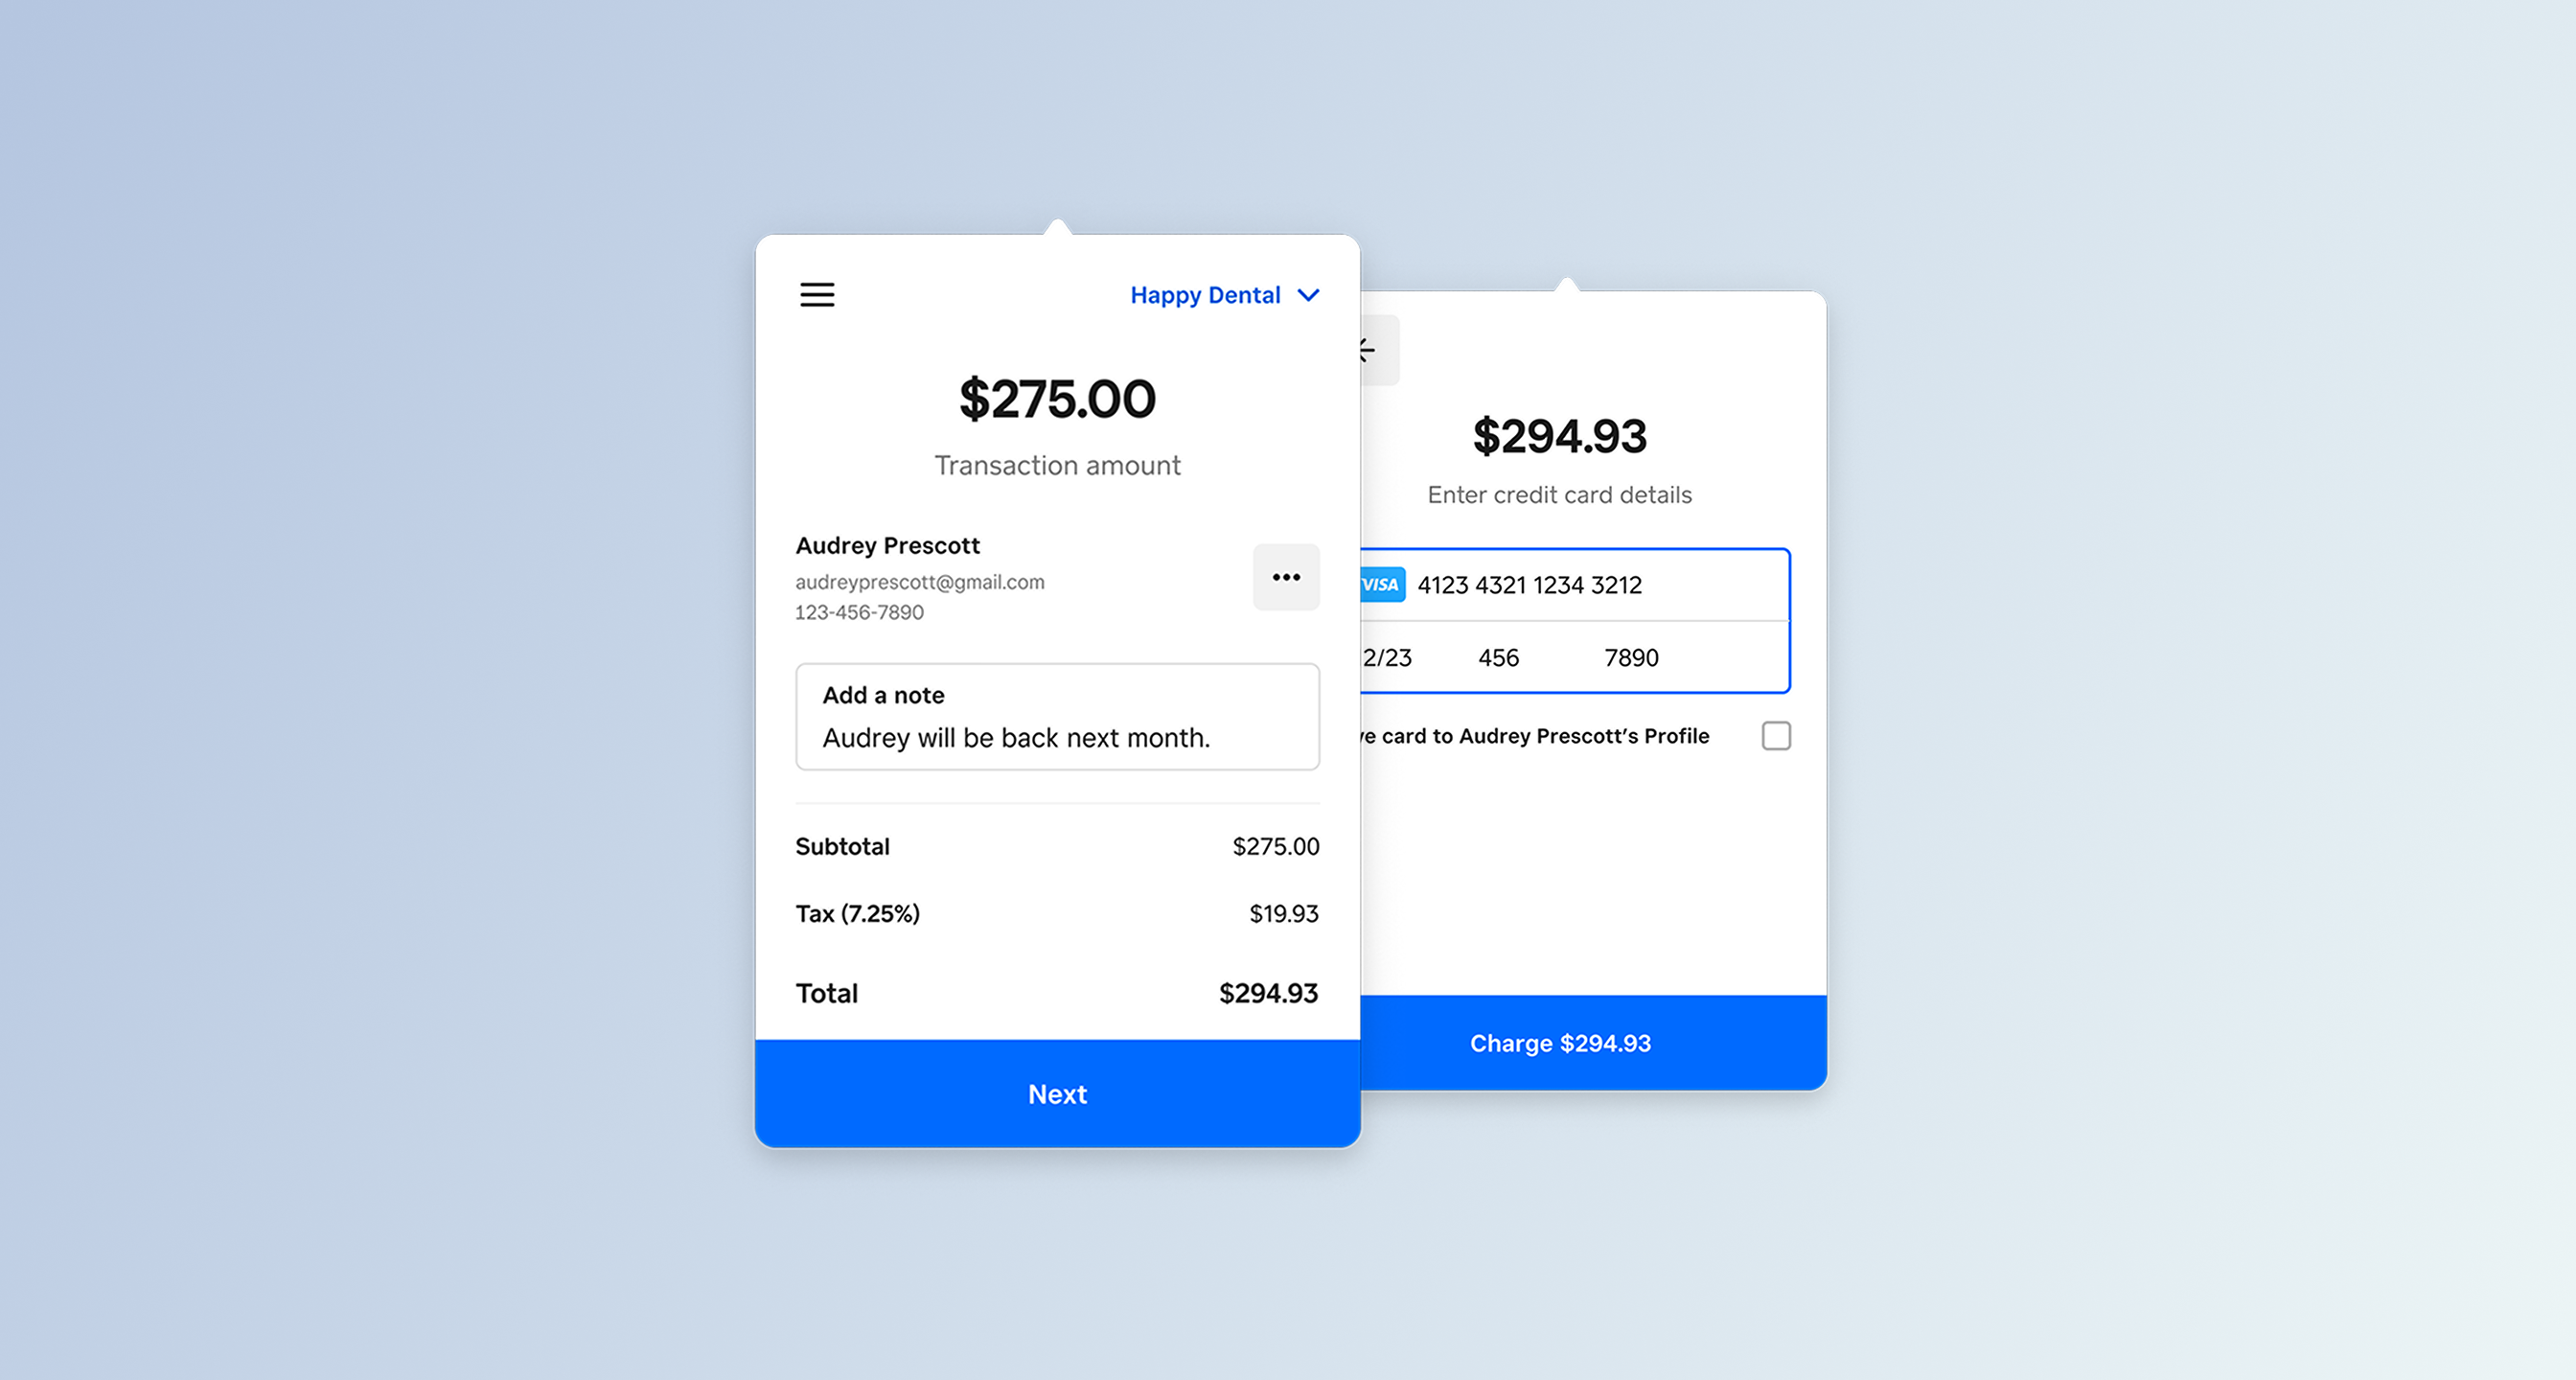 Happy Dental
$275.00
Transaction amount
Audrey Prescott
audreyprescott@gmail.com
123-456-7890
Add a note
Audrey will be back next month.
Subtotal $275.00
Tax (7.25%) $19.93
Total $294.93
Next
$294.93
Enter credit card details
VISA 4123 4321 1234 3212
2/23 456 7890
card to Audrey Prescott’s Profile
Charge $294.93